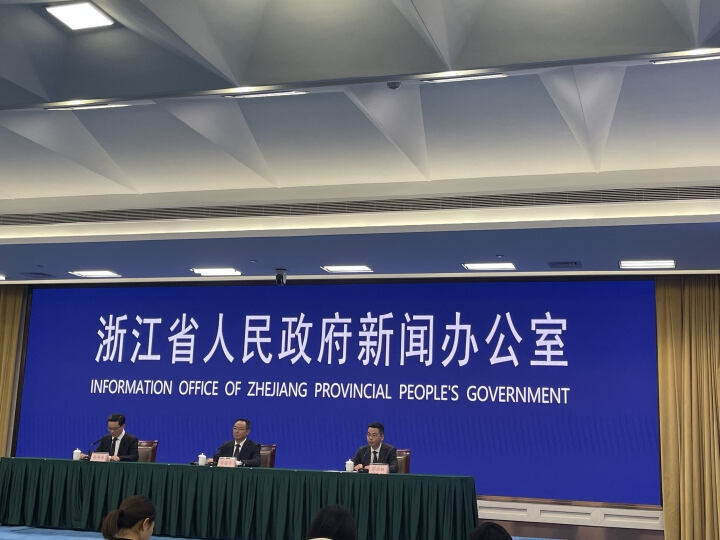 浙江省人民政府新闻办公室
INFORMATION OFFICE OF ZHEJIANG PROVINCIAL PEOPLE'S GOVERNMENT